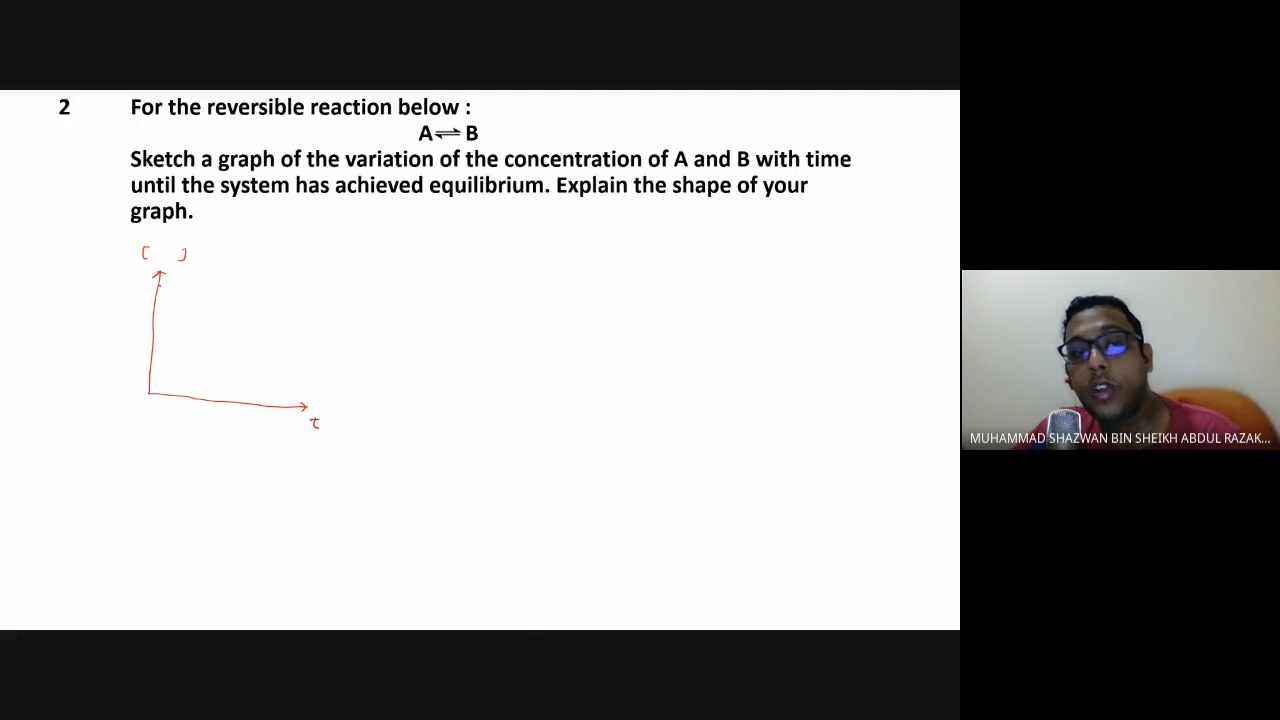 2 For the reversible reaction below :
A⇌B
Sketch a graph of the variation of the concentration of A and B with time
until the system has achieved equilibrium. Explain the shape of your
graph.
[ ]
t
MUHAMMAD SHAZWAN BIN SHEIKH ABDUL RAZAK...